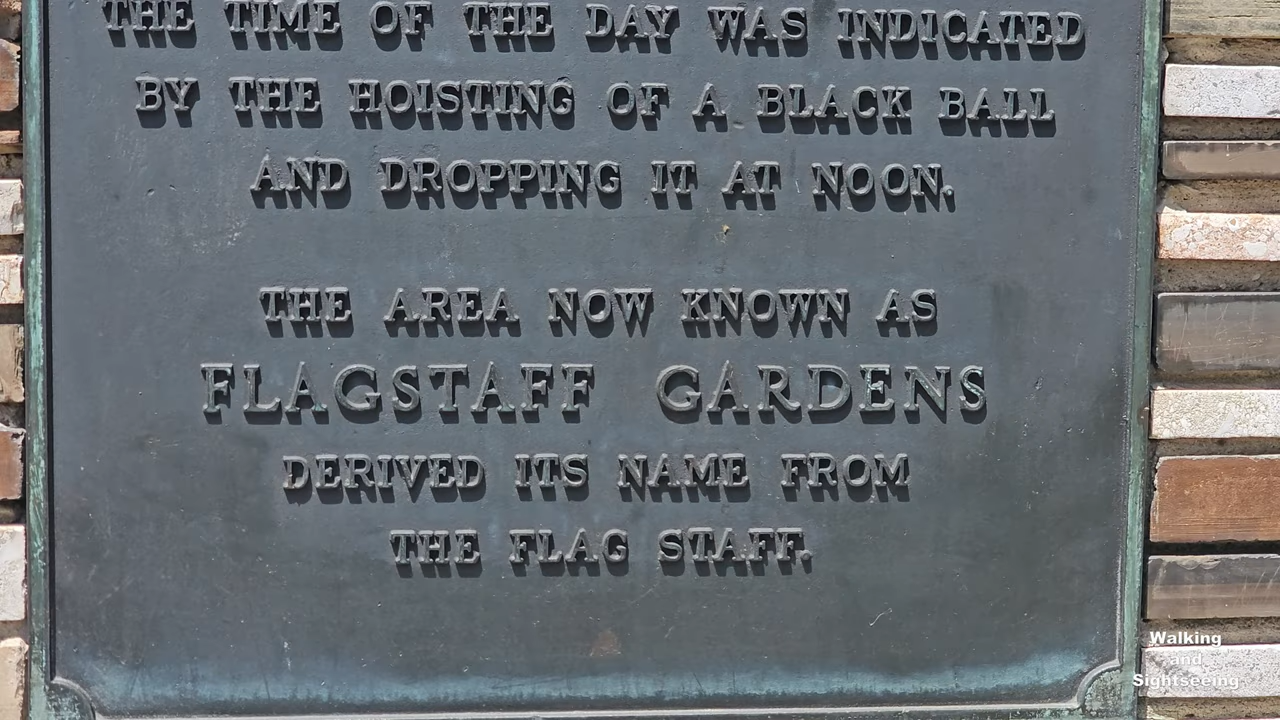 THE TIME OF THE DAY WAS INDICATED
BY THE HOISTING OF A BLACK BALL
AND DROPPING IT AT NOON.
THE AREA NOW KNOWN AS
FLAGSTAFF GARDENS
DERIVED ITS NAME FROM
THE FLAG STAFF.
Walking
and
Sightseeing